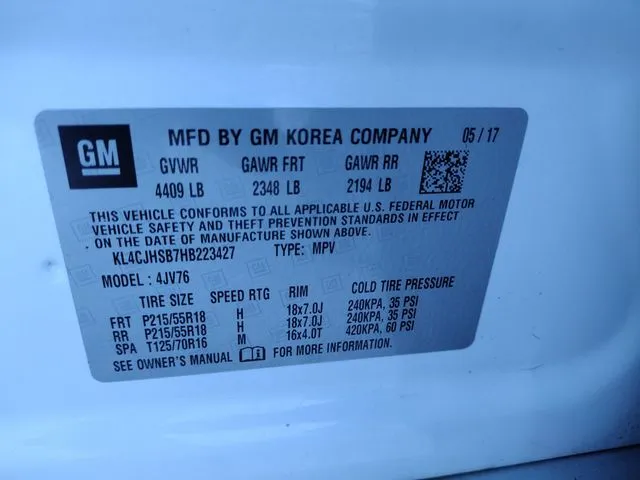 GM
MFD BY GM KOREA COMPANY 05 / 17
GVWR GAWR FRT GAWR RR
4409 LB 2348 LB 2194 LB
THIS VEHICLE CONFORMS TO ALL APPLICABLE U.S. FEDERAL MOTOR
VEHICLE SAFETY AND THEFT PREVENTION STANDARDS IN EFFECT
ON THE DATE OF MANUFACTURE SHOWN ABOVE.
KL4CJHSB7HB223427 TYPE: MPV
MODEL : 4JV76
TIRE SIZE SPEED RTG RIM
FRT P215/55R18 H 18x7.0J 240KPA, 35 PSI
RR P215/55R18 H 18x7.0J 240KPA, 35 PSI
SPA T125/70R16 M 16x4.0T 420KPA, 60 PSI
SEE OWNER'S MANUAL FOR MORE INFORMATION.